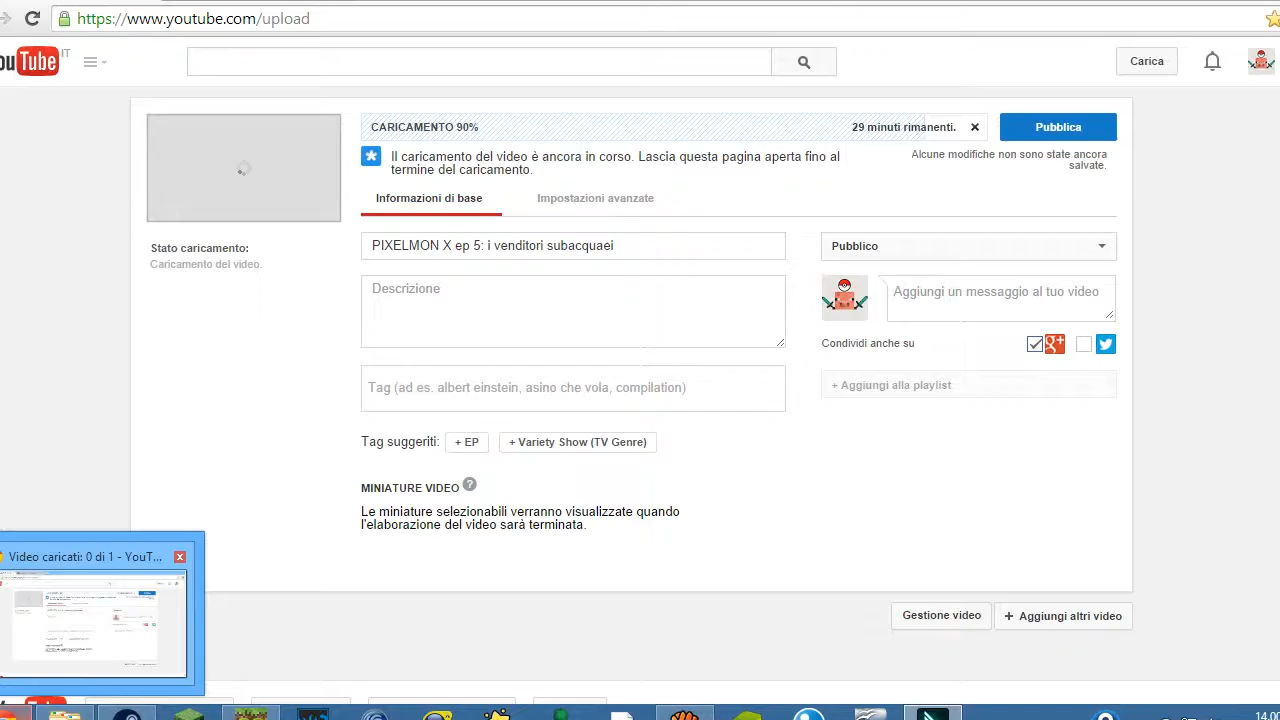 https://www.youtube.com/upload
ouTube IT
Carica
CARICAMENTO 90%
29 minuti rimanenti.
Pubblica
Il caricamento del video è ancora in corso. Lascia questa pagina aperta fino al
termine del caricamento.
Alcune modifiche non sono state ancora
salvate.
Informazioni di base
Impostazioni avanzate
Stato caricamento:
Caricamento del video.
PIXELMON X ep 5: i venditori subacquaei
Pubblico
Descrizione
Aggiungi un messaggio al tuo video
Condividi anche su
g+
Tag (ad es. albert einstein, asino che vola, compilation)
+ Aggiungi alla playlist
Tag suggeriti:
+ EP
+ Variety Show (TV Genre)
MINIATURE VIDEO ?
Le miniature selezionabili verranno visualizzate quando
l'elaborazione del video sarà terminata.
Video caricati: 0 di 1 - YouT...
Gestione video
+ Aggiungi altri video